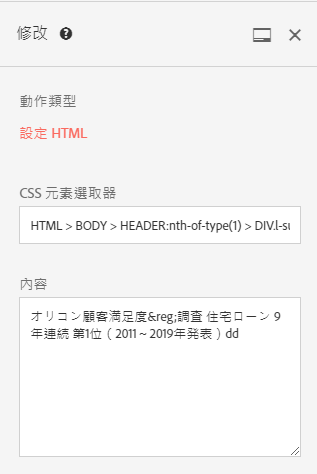 修改
動作類型
設定 HTML
CSS 元素選取器
HTML > BODY > HEADER:nth-of-type(1) > DIV.l-su
內容
オリコン顧客満足度&reg;調査 住宅ローン 9
年連続 第1位（2011～2019年発表）dd